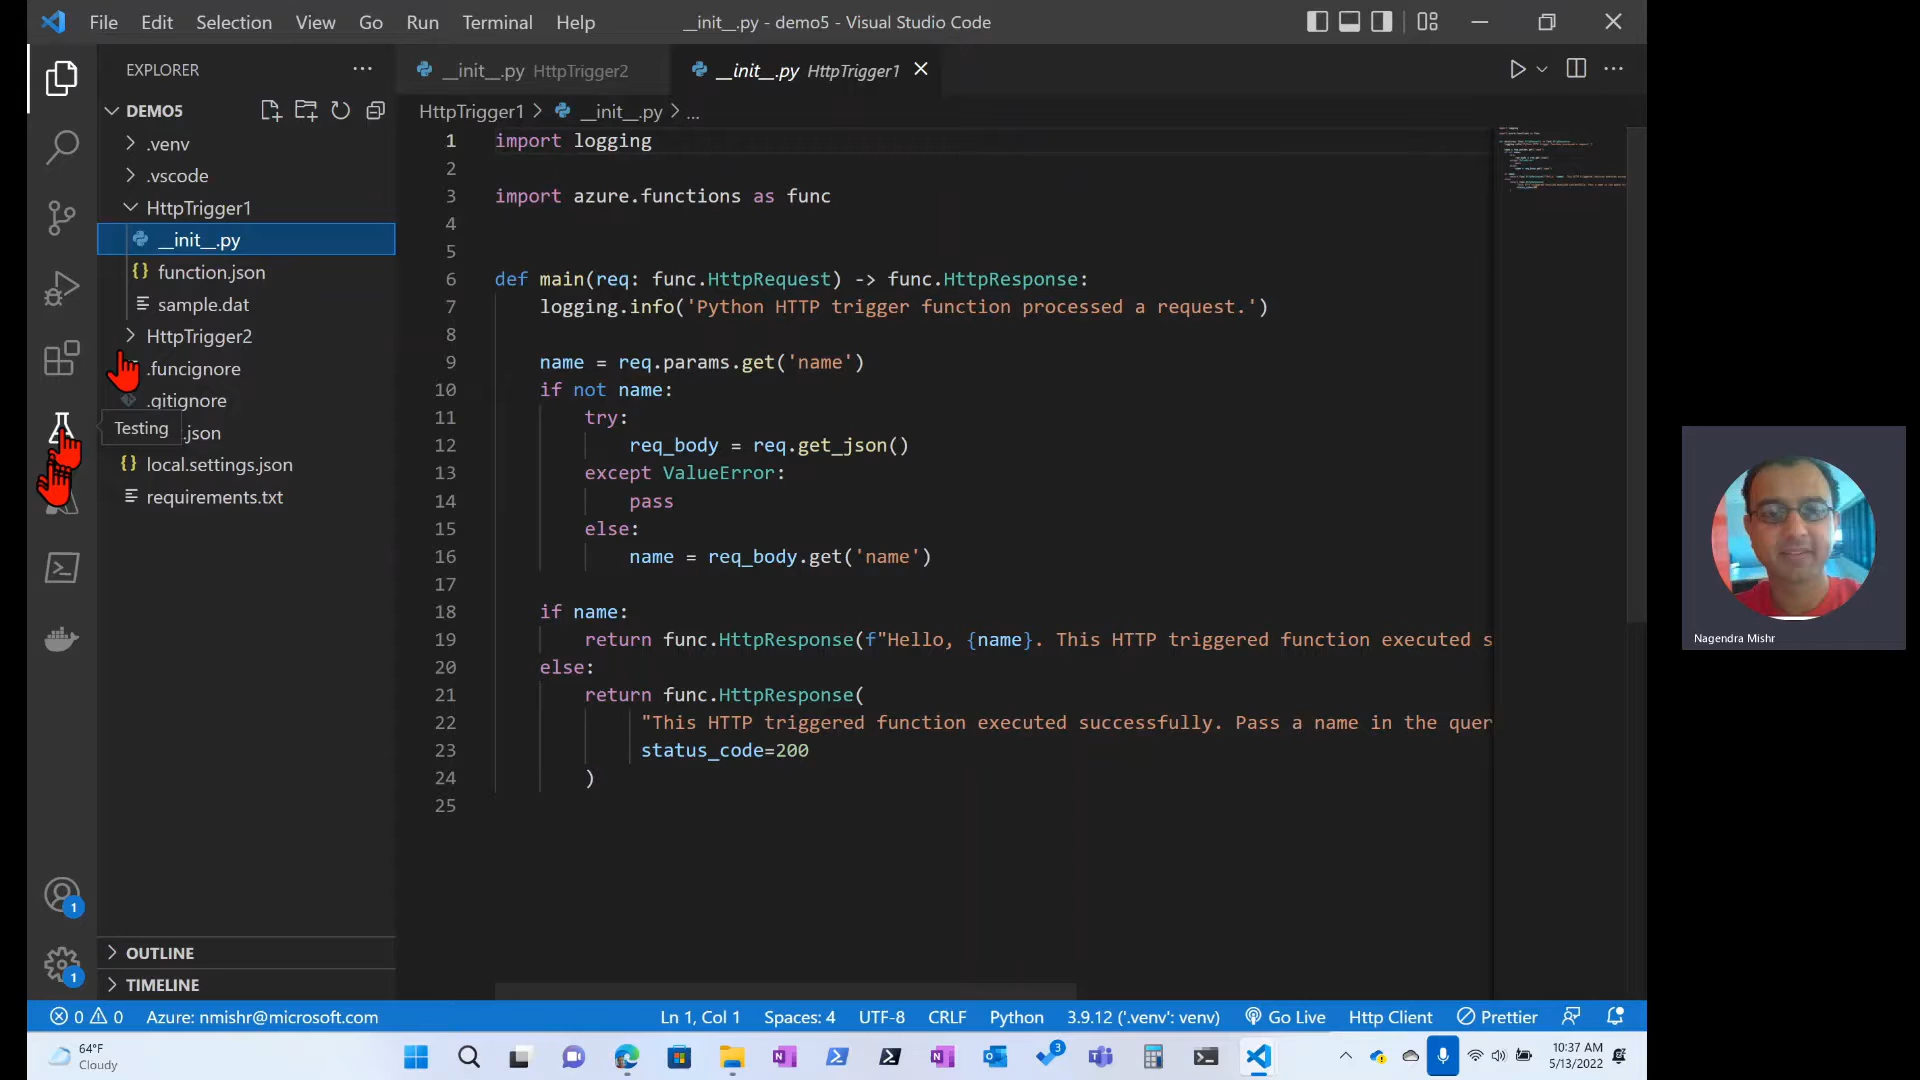 File Edit Selection View Go Run Terminal Help
__init__.py - demo5 - Visual Studio Code
EXPLORER
DEMO5
.venv
.vscode
HttpTrigger1
__init__.py
function.json
sample.dat
HttpTrigger2
.funcignore
.gitignore
Testing
.json
local.settings.json
requirements.txt
OUTLINE
TIMELINE
1
1
__init__.py HttpTrigger2
__init__.py HttpTrigger1
HttpTrigger1 > __init__.py > ...
1 import logging
2
3 import azure.functions as func
4
5
6 def main(req: func.HttpRequest) -> func.HttpResponse:
7 logging.info('Python HTTP trigger function processed a request.')
8
9 name = req.params.get('name')
10 if not name:
11 try:
12 req_body = req.get_json()
13 except ValueError:
14 pass
15 else:
16 name = req_body.get('name')
17
18 if name:
19 return func.HttpResponse(f"Hello, {name}. This HTTP triggered function executed s
20 else:
21 return func.HttpResponse(
22 "This HTTP triggered function executed successfully. Pass a name in the quer
23 status_code=200
24 )
25
Nagendra Mishr
0 0 Azure: nmishr@microsoft.com Ln 1, Col 1 Spaces: 4 UTF-8 CRLF Python 3.9.12 ('.venv': venv) Go Live Http Client Prettier
64°F
Cloudy
3
10:37 AM
5/13/2022